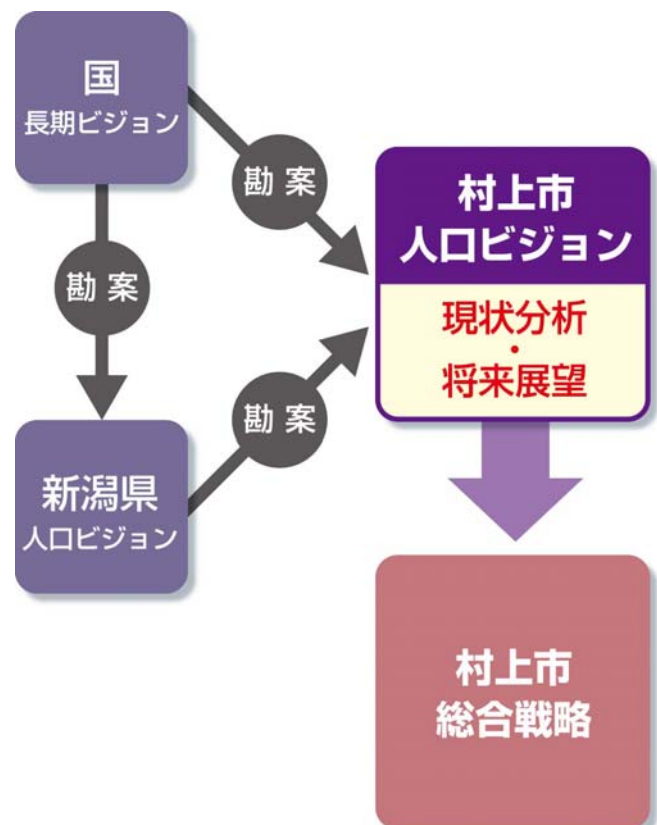 国
長期ビジョン
勘案
村上市
人口ビジョン
勘案
現状分析
・
将来展望
勘案
新潟県
人口ビジョン
村上市
総合戦略